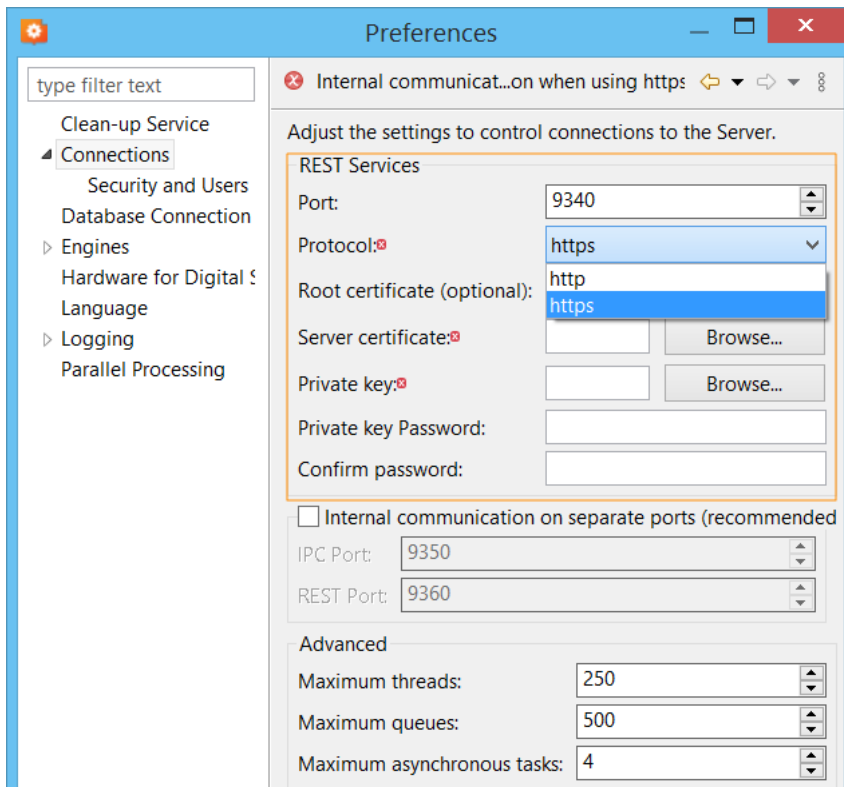 Preferences
type filter text
Clean-up Service
Connections
Security and Users
Database Connection
Engines
Hardware for Digital S
Language
Logging
Parallel Processing
Internal communicat...on when using https
Adjust the settings to control connections to the Server.
REST Services
Port: 9340
Protocol: https
http
https
Root certificate (optional):
Server certificate: Browse...
Private key: Browse...
Private key Password:
Confirm password:
Internal communication on separate ports (recommended
IPC Port: 9350
REST Port: 9360
Advanced
Maximum threads: 250
Maximum queues: 500
Maximum asynchronous tasks: 4